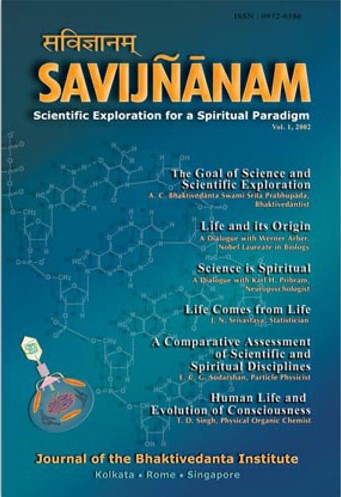 ISSN : 0972-6586
सविज्ञानम्
SAVIJÑĀNAM
Scientific Exploration for a Spiritual Paradigm
Vol. 1, 2002
The Goal of Science and
Scientific Exploration
A. C. Bhaktivedanta Swami Srila Prabhupāda,
Bhaktivedāntist
Life and its Origin
A Dialogue with Werner Arber,
Nobel Laureate in Biology
Science is Spiritual
A Dialogue with Karl H. Pribram,
Neuropsychologist
Life Comes from Life
J. N. Srivastava, Statistician
A Comparative Assessment
of Scientific and
Spiritual Disciplines
E. C. G. Sudarshan, Particle Physicist
Human Life and
Evolution of Consciousness
T. D. Singh, Physical Organic Chemist
Journal of the Bhaktivedanta Institute
Kolkata • Rome • Singapore